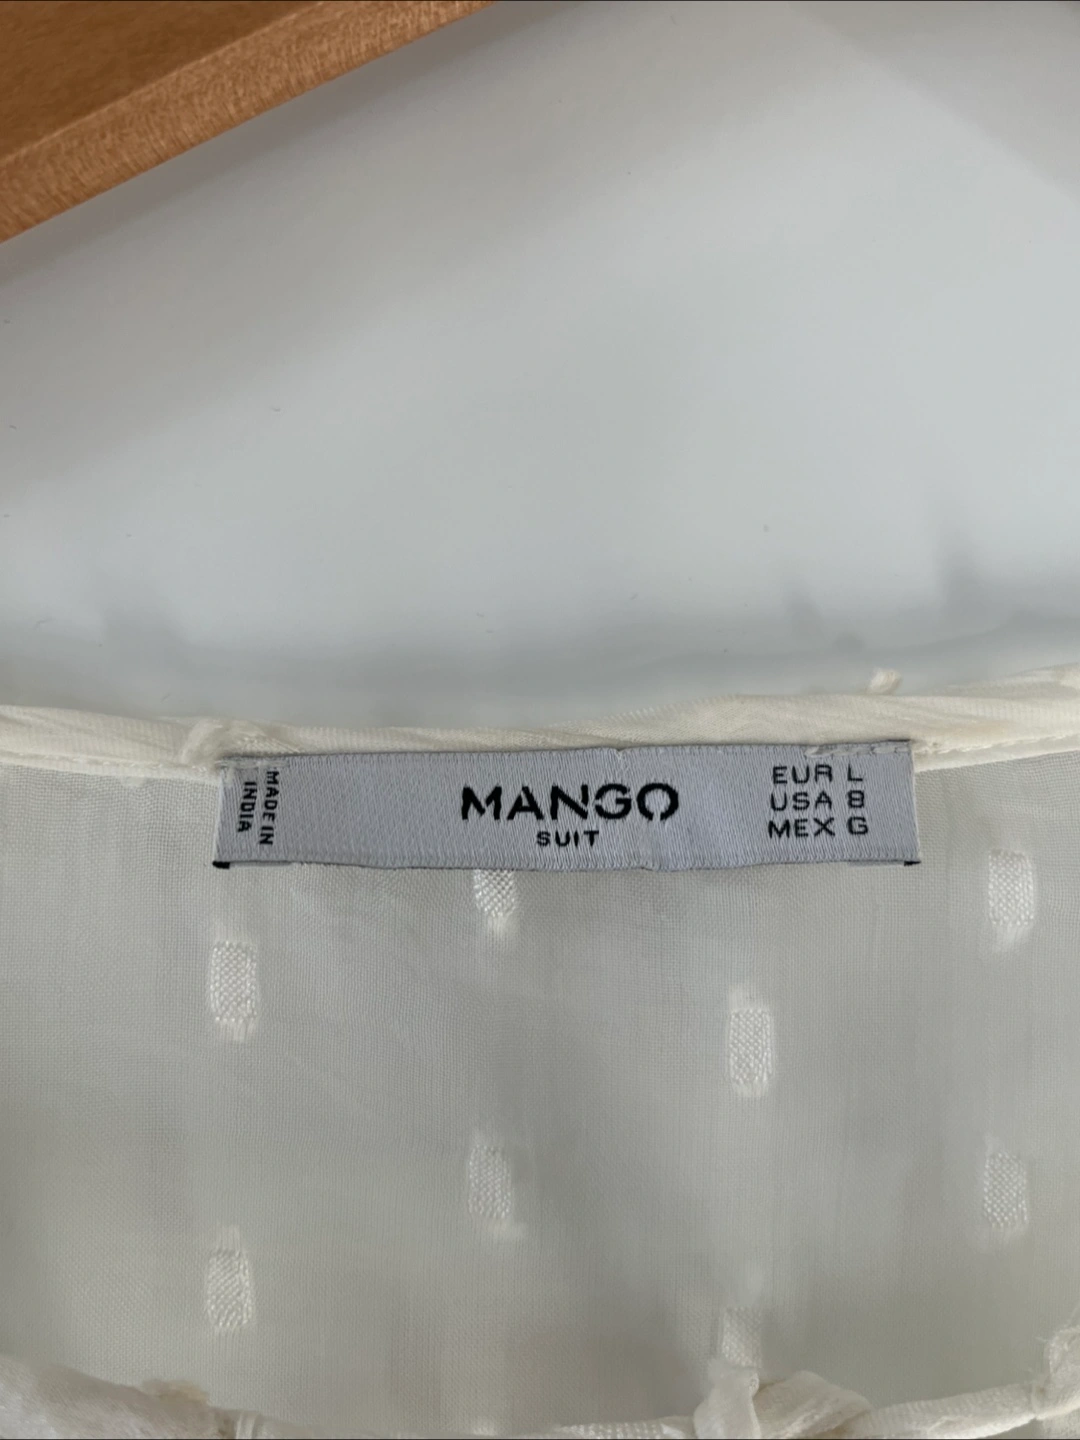 MADE IN
INDIA
MANGO
SUIT
EUR L
USA 8
MEX G